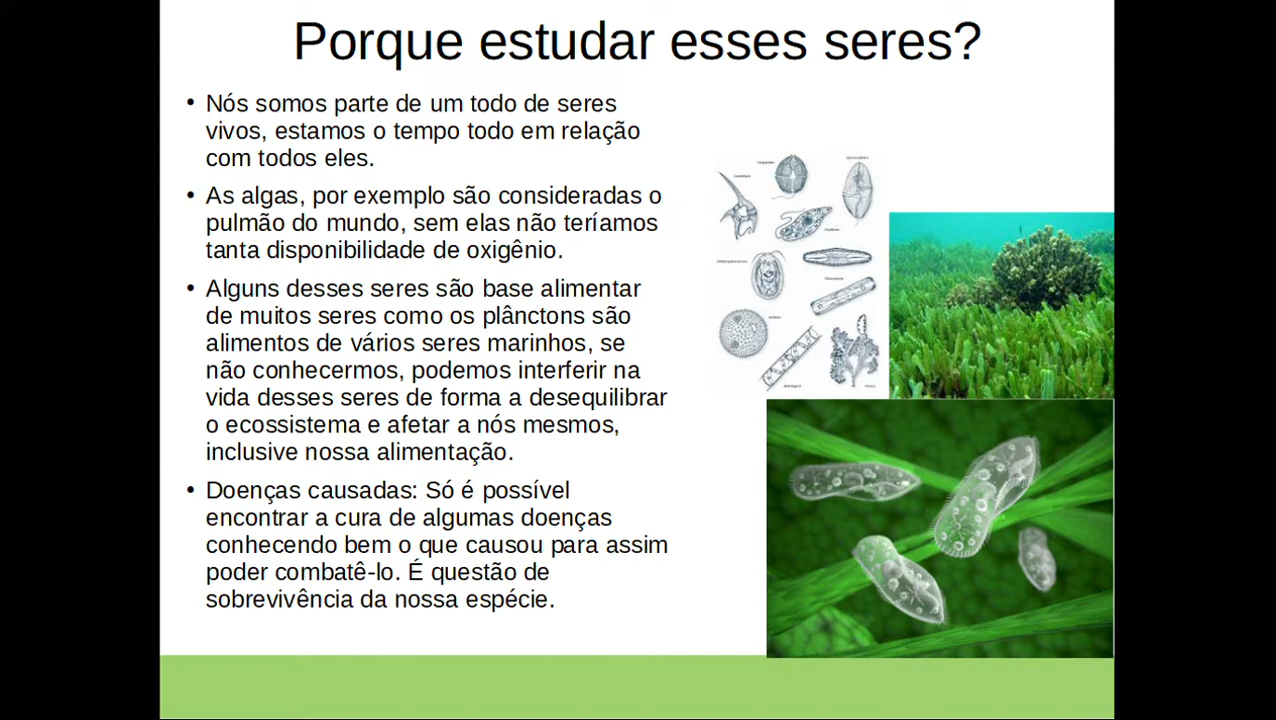 Porque estudar esses seres?
• Nós somos parte de um todo de seres
vivos, estamos o tempo todo em relação
com todos eles.
• As algas, por exemplo são consideradas o
pulmão do mundo, sem elas não teríamos
tanta disponibilidade de oxigênio.
• Alguns desses seres são base alimentar
de muitos seres como os plânctons são
alimentos de vários seres marinhos, se
não conhecermos, podemos interferir na
vida desses seres de forma a desequilibrar
o ecossistema e afetar a nós mesmos,
inclusive nossa alimentação.
• Doenças causadas: Só é possível
encontrar a cura de algumas doenças
conhecendo bem o que causou para assim
poder combatê-lo. É questão de
sobrevivência da nossa espécie.